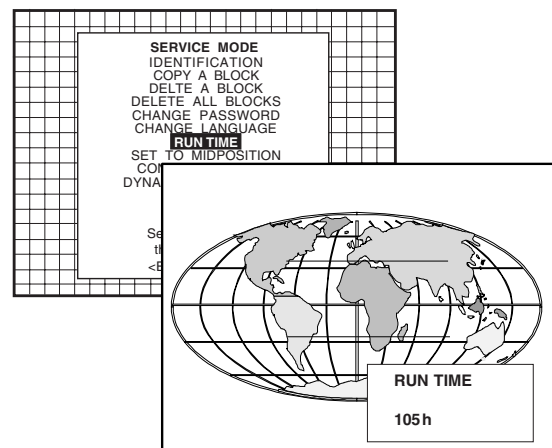 SERVICE MODE
IDENTIFICATION
COPY A BLOCK
DELTE A BLOCK
DELETE ALL BLOCKS
CHANGE PASSWORD
CHANGE LANGUAGE
RUN TIME
SET TO MIDPOSITION
RUN TIME
105 h